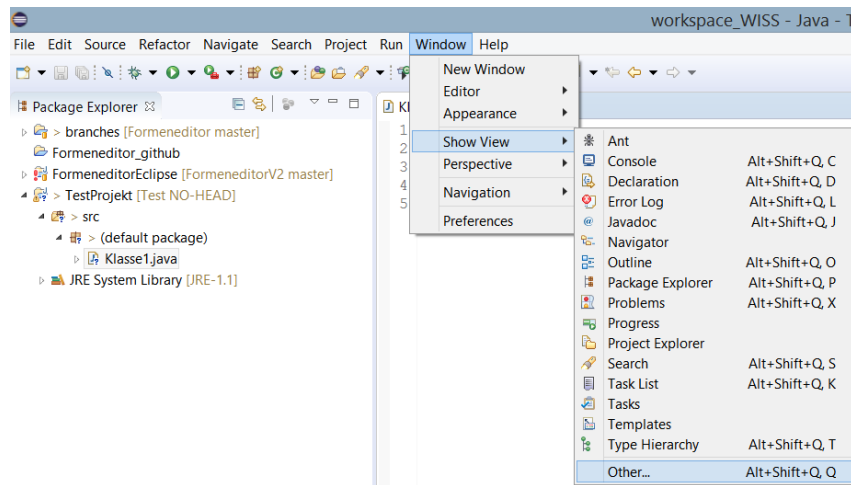 workspace_WISS - Java - T
File Edit Source Refactor Navigate Search Project Run Window Help
Package Explorer
> branches [Formeneditor master]
Formeneditor_github
FormeneditorEclipse [FormeneditorV2 master]
> TestProjekt [Test NO-HEAD]
> src
> (default package)
Klasse1.java
JRE System Library [JRE-1.1]
Kl
1
2
3
4
5
New Window
Editor
Appearance
Show View
Perspective
Navigation
Preferences
Ant
Console Alt+Shift+Q, C
Declaration Alt+Shift+Q, D
Error Log Alt+Shift+Q, L
Javadoc Alt+Shift+Q, J
Navigator
Outline Alt+Shift+Q, O
Package Explorer Alt+Shift+Q, P
Problems Alt+Shift+Q, X
Progress
Project Explorer
Search Alt+Shift+Q, S
Task List Alt+Shift+Q, K
Tasks
Templates
Type Hierarchy Alt+Shift+Q, T
Other... Alt+Shift+Q, Q